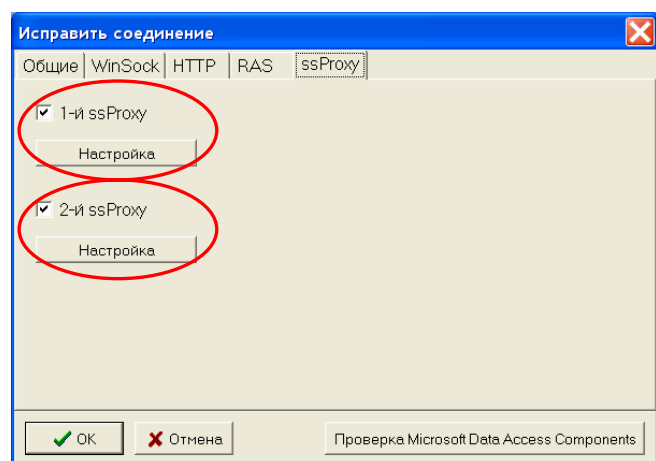 Исправить соединение
Общие WinSock HTTP RAS ssProxy
1-й ssProxy
Настройка
2-й ssProxy
Настройка
OK Отмена Проверка Microsoft Data Access Components